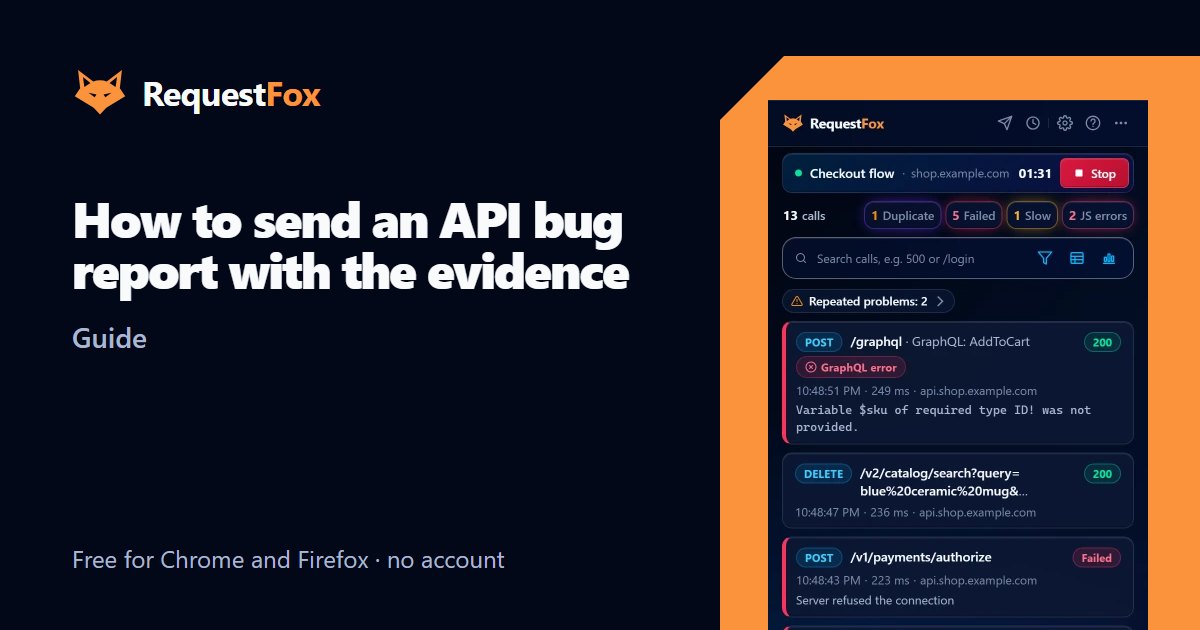 RequestFox
How to send an API bug
report with the evidence
Guide
Free for Chrome and Firefox · no account
RequestFox
Checkout flow · shop.example.com 01:31 Stop
13 calls 1 Duplicate 5 Failed 1 Slow 2 JS errors
Search calls, e.g. 500 or /login
Repeated problems: 2
POST /graphql · GraphQL: AddToCart 200
GraphQL error
10:48:51 PM · 249 ms · api.shop.example.com
Variable $sku of required type ID! was not
provided.
DELETE /v2/catalog/search?query= 200
blue%20ceramic%20mug&...
10:48:47 PM · 236 ms · api.shop.example.com
POST /v1/payments/authorize Failed
10:48:43 PM · 223 ms · api.shop.example.com
Server refused the connection